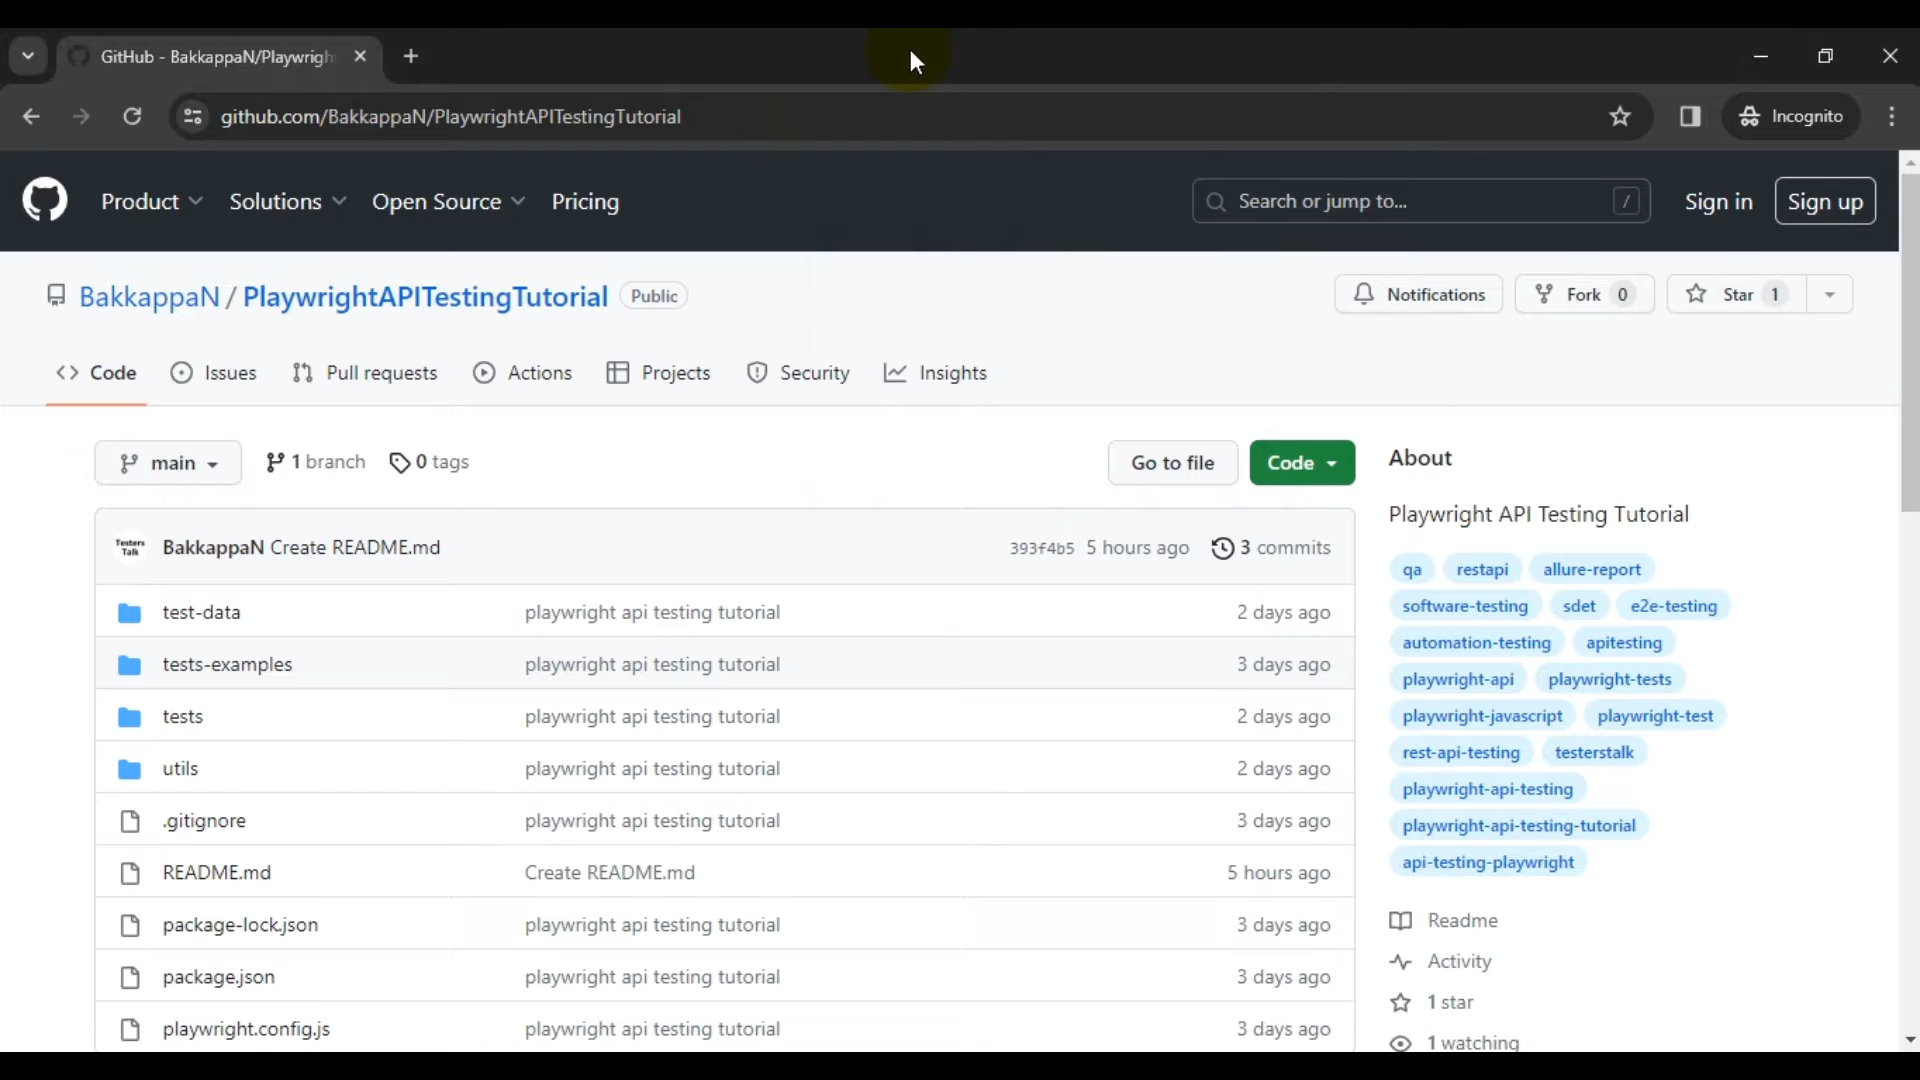 GitHub - BakkappaN/Playwrigh
github.com/BakkappaN/PlaywrightAPITestingTutorial
Incognito
Product
Solutions
Open Source
Pricing
Search or jump to...
/
Sign in
Sign up
BakkappaN / PlaywrightAPITestingTutorial Public
Notifications
Fork 0
Star 1
Code
Issues
Pull requests
Actions
Projects
Security
Insights
main
1 branch
0 tags
Go to file
Code
Testers
Talk
BakkappaN Create README.md
393f4b5 5 hours ago
3 commits
test-data playwright api testing tutorial 2 days ago
tests-examples playwright api testing tutorial 3 days ago
tests playwright api testing tutorial 2 days ago
utils playwright api testing tutorial 2 days ago
.gitignore playwright api testing tutorial 3 days ago
README.md Create README.md 5 hours ago
package-lock.json playwright api testing tutorial 3 days ago
package.json playwright api testing tutorial 3 days ago
playwright.config.js playwright api testing tutorial 3 days ago
About
Playwright API Testing Tutorial
qa restapi allure-report
software-testing sdet e2e-testing
automation-testing apitesting
playwright-api playwright-tests
playwright-javascript playwright-test
rest-api-testing testerstalk
playwright-api-testing
playwright-api-testing-tutorial
api-testing-playwright
Readme
Activity
1 star
1 watching